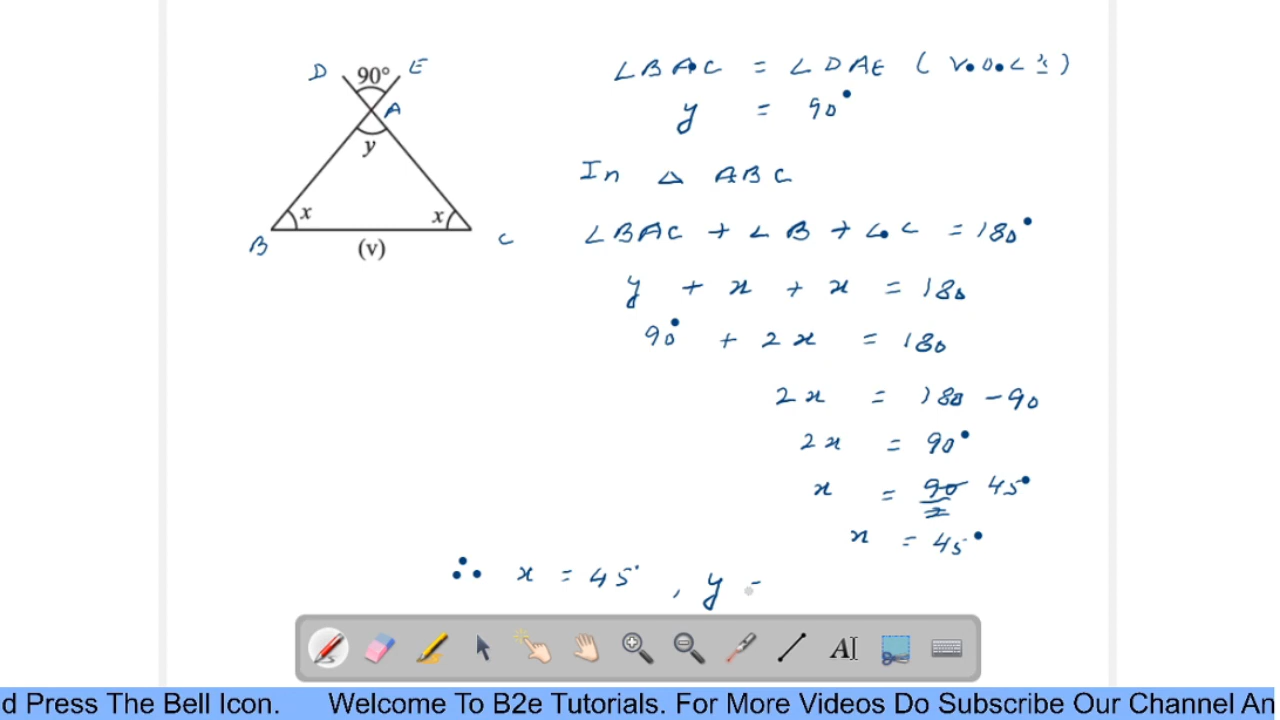 D 90° E
A
y
x x
B (v) C
∠BAC = ∠DAE (V.O.∠'s)
y = 90°
In △ ABC
∠BAC + ∠B + ∠C = 180°
y + x + x = 180
90° + 2x = 180
2x = 180 - 90
2x = 90°
x = 90/2 45°
x = 45°
∴ x = 45°, y =
AI
d Press The Bell Icon. Welcome To B2e Tutorials. For More Videos Do Subscribe Our Channel An